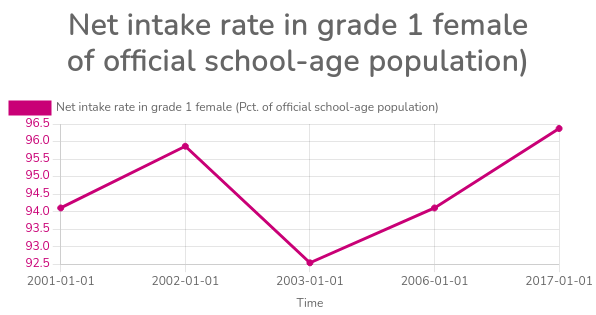 Net intake rate in grade 1 female
of official school-age population)
Net intake rate in grade 1 female (Pct. of official school-age population)
96.5
96.0
95.5
95.0
94.5
94.0
93.5
93.0
92.5
2001-01-01 2002-01-01 2003-01-01 2006-01-01 2017-01-01
Time